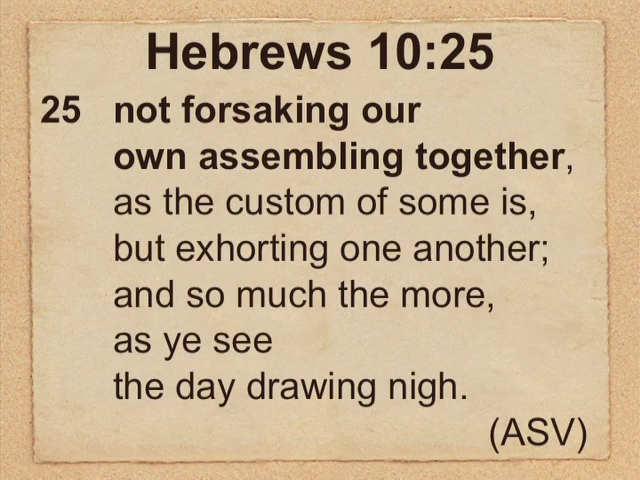 Hebrews 10:25
25 not forsaking our
own assembling together,
as the custom of some is,
but exhorting one another;
and so much the more,
as ye see
the day drawing nigh.
(ASV)